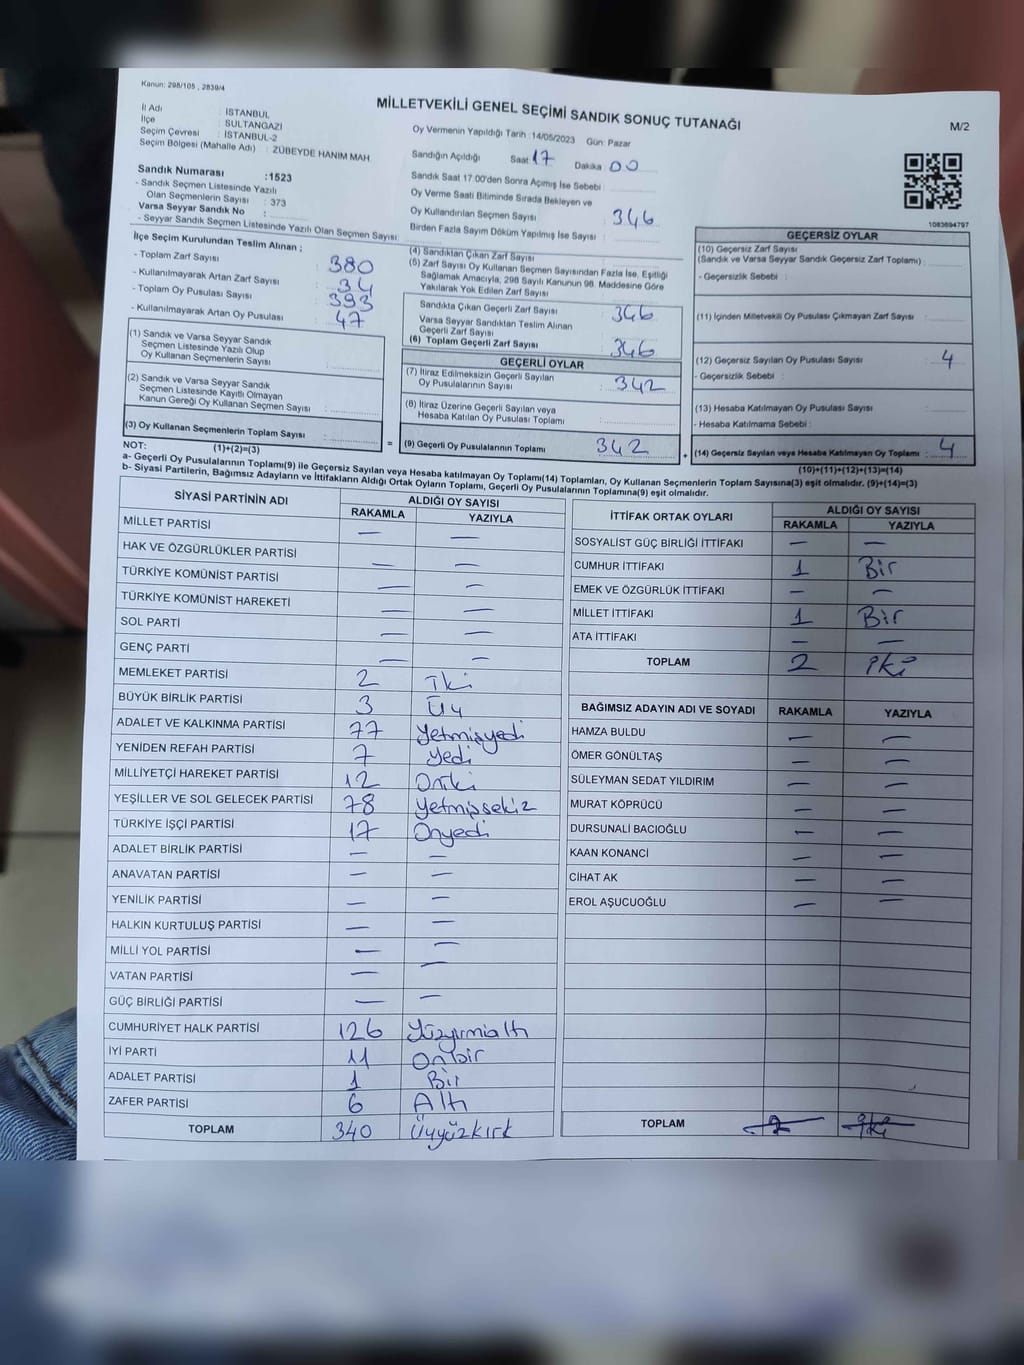 Kanun: 298/105 , 2839/4
MİLLETVEKİLİ GENEL SEÇİMİ SANDIK SONUÇ TUTANAĞI
M/2
İl Adı : İSTANBUL
İlçe : SULTANGAZİ
Seçim Çevresi : İSTANBUL-2
Seçim Bölgesi (Mahalle Adı) : ZÜBEYDE HANIM MAH.
Oy Vermenin Yapıldığı Tarih : 14/05/2023 Gün: Pazar
Sandığın Açıldığı Saat 17 Dakika 00
Sandık Saat 17:00'den Sonra Açımış İse Sebebi :
Oy Verme Saati Bitiminde Sırada Bekleyen ve
Oy Kullandırılan Seçmen Sayısı : 346
Birden Fazla Sayım Döküm Yapılmış İse Sayısı :
Sandık Numarası :1523
- Sandık Seçmen Listesinde Yazılı
Olan Seçmenlerin Sayısı : 373
Varsa Seyyar Sandık No :
- Seyyar Sandık Seçmen Listesinde Yazılı Olan Seçmen Sayısı:
1083694797
İlçe Seçim Kurulundan Teslim Alınan ;
- Toplam Zarf Sayısı : 380
- Kullanılmayarak Artan Zarf Sayısı : 34
- Toplam Oy Pusulası Sayısı : 393
- Kullanılmayarak Artan Oy Pusulası : 47
(1) Sandık ve Varsa Seyyar Sandık
Seçmen Listesinde Yazılı Olup
Oy Kullanan Seçmenlerin Sayısı :
(2) Sandık ve Varsa Seyyar Sandık
Seçmen Listesinde Kayıtlı Olmayan
Kanun Gereği Oy Kullanan Seçmen Sayısı :
(3) Oy Kullanan Seçmenlerin Toplam Sayısı :
(1)+(2)=(3)
(4) Sandıktan Çıkan Zarf Sayısı :
(5) Zarf Sayısı Oy Kullanan Seçmen Sayısından Fazla İse, Eşitliği
Sağlamak Amacıyla, 298 Sayılı Kanunun 98. Maddesine Göre
Yakılarak Yok Edilen Zarf Sayısı :
Sandıkta Çıkan Geçerli Zarf Sayısı : 346
Varsa Seyyar Sandıktan Teslim Alınan
Geçerli Zarf Sayısı :
(6) Toplam Geçerli Zarf Sayısı : 346
GEÇERLİ OYLAR
(7) İtiraz Edilmeksizin Geçerli Sayılan
Oy Pusulalarının Sayısı : 342
(8) İtiraz Üzerine Geçerli Sayılan veya
Hesaba Katılan Oy Pusulası Toplamı :
= (9) Geçerli Oy Pusulalarının Toplamı 342 +
GEÇERSİZ OYLAR
(10) Geçersiz Zarf Sayısı
(Sandık ve Varsa Seyyar Sandık Geçersiz Zarf Toplamı) :
- Geçersizlik Sebebi :
(11) İçinden Milletvekili Oy Pusulası Çıkmayan Zarf Sayısı :
(12) Geçersiz Sayılan Oy Pusulası Sayısı : 4
- Geçersizlik Sebebi :
(13) Hesaba Katılmayan Oy Pusulası Sayısı :
- Hesaba Katılmama Sebebi :
(14) Geçersiz Sayılan veya Hesaba Katılmayan Oy Toplamı : 4
(10)+(11)+(12)+(13)=(14)
NOT:
a- Geçerli Oy Pusulalarının Toplamı(9) ile Geçersiz Sayılan veya Hesaba katılmayan Oy Toplamı(14) Toplamları, Oy Kullanan Seçmenlerin Toplam Sayısına(3) eşit olmalıdır. (9)+(14)=(3)
b- Siyasi Partilerin, Bağımsız Adayların ve İttifakların Aldığı Ortak Oyların Toplamı, Geçerli Oy Pusulalarının Toplamına(9) eşit olmalıdır.
SİYASİ PARTİNİN ADI ALDIĞI OY SAYISI
RAKAMLA YAZIYLA
MİLLET PARTİSİ — —
HAK VE ÖZGÜRLÜKLER PARTİSİ — —
TÜRKİYE KOMÜNİST PARTİSİ — —
TÜRKİYE KOMÜNİST HAREKETİ — —
SOL PARTİ — —
GENÇ PARTİ — —
MEMLEKET PARTİSİ 2 İki
BÜYÜK BİRLİK PARTİSİ 3 Üç
ADALET VE KALKINMA PARTİSİ 77 Yetmişyedi
YENİDEN REFAH PARTİSİ 7 Yedi
MİLLİYETÇİ HAREKET PARTİSİ 12 Oniki
YEŞİLLER VE SOL GELECEK PARTİSİ 78 Yetmişsekiz
TÜRKİYE İŞÇİ PARTİSİ 17 Onyedi
ADALET BİRLİK PARTİSİ — —
ANAVATAN PARTİSİ — —
YENİLİK PARTİSİ — —
HALKIN KURTULUŞ PARTİSİ — —
MİLLİ YOL PARTİSİ — —
VATAN PARTİSİ — —
GÜÇ BİRLİĞİ PARTİSİ — —
CUMHURİYET HALK PARTİSİ 126 Yüzyirmialtı
İYİ PARTİ 11 Onbir
ADALET PARTİSİ 1 Bir
ZAFER PARTİSİ 6 Altı
TOPLAM 340 Üçyüzkırk
İTTİFAK ORTAK OYLARI ALDIĞI OY SAYISI
RAKAMLA YAZIYLA
SOSYALİST GÜÇ BİRLİĞİ İTTİFAKI — —
CUMHUR İTTİFAKI 1 Bir
EMEK VE ÖZGÜRLÜK İTTİFAKI — —
MİLLET İTTİFAKI 1 Bir
ATA İTTİFAKI — —
TOPLAM 2 iki
BAĞIMSIZ ADAYIN ADI VE SOYADI RAKAMLA YAZIYLA
HAMZA BULDU — —
ÖMER GÖNÜLTAŞ — —
SÜLEYMAN SEDAT YILDIRIM — —
MURAT KÖPRÜCÜ — —
DURSUNALİ BACIOĞLU — —
KAAN KONANCİ — —
CİHAT AK — —
EROL AŞUCUOĞLU — —
TOPLAM 2 iki